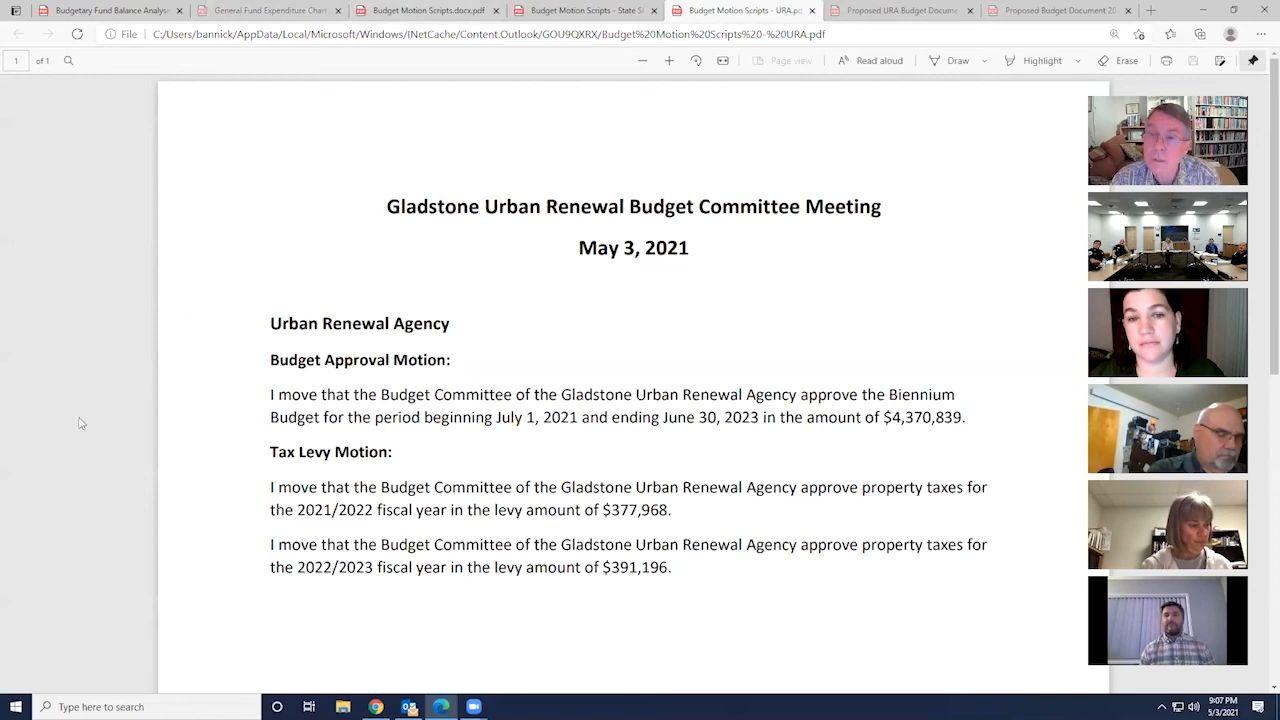 Budgetary Fund Balance Analys
General Fund Expenditure Chart
Budget Motion Scripts.docx.pdf
Budget Motion Scripts - State S
Budget Motion Scripts - URA.p
Proposed URA Budget Docume
Proposed Budget Document 20
File C:/Users/bannick/AppData/Local/Microsoft/Windows/INetCache/Content.Outlook/GOU9QXRX/Budget%20Motion%20Scripts%20-%20URA.pdf
1 of 1 Page view Read aloud Draw Highlight Erase
Gladstone Urban Renewal Budget Committee Meeting
May 3, 2021
Urban Renewal Agency
Budget Approval Motion:
I move that the Budget Committee of the Gladstone Urban Renewal Agency approve the Biennium
Budget for the period beginning July 1, 2021 and ending June 30, 2023 in the amount of $4,370,839.
Tax Levy Motion:
I move that the Budget Committee of the Gladstone Urban Renewal Agency approve property taxes for
the 2021/2022 fiscal year in the levy amount of $377,968.
I move that the Budget Committee of the Gladstone Urban Renewal Agency approve property taxes for
the 2022/2023 fiscal year in the levy amount of $391,196.
Type here to search
9:07 PM
5/3/2021